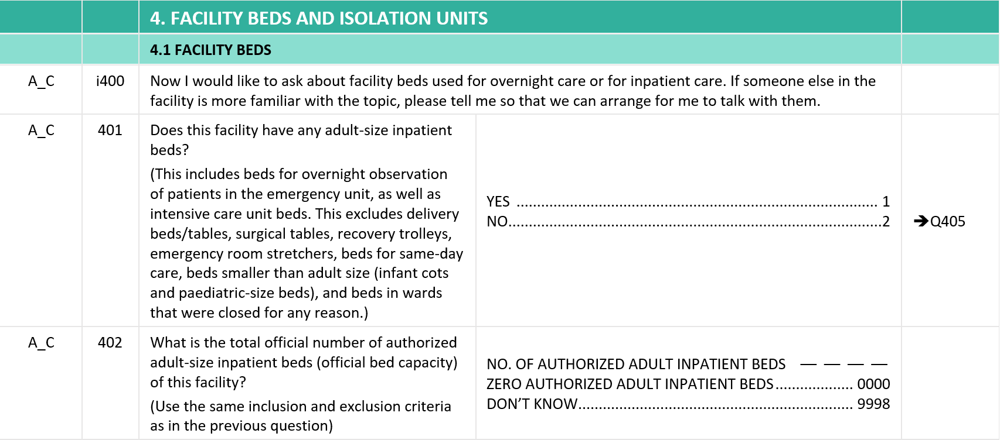 4. FACILITY BEDS AND ISOLATION UNITS
4.1 FACILITY BEDS
A_C
i400
Now I would like to ask about facility beds used for overnight care or for inpatient care. If someone else in the
facility is more familiar with the topic, please tell me so that we can arrange for me to talk with them.
A_C
401
Does this facility have any adult-size inpatient
beds?
(This includes beds for overnight observation
of patients in the emergency unit, as well as
intensive care unit beds. This excludes delivery
beds/tables, surgical tables, recovery trolleys,
emergency room stretchers, beds for same-day
care, beds smaller than adult size (infant cots
and paediatric-size beds), and beds in wards
that were closed for any reason.)
YES ........................................................................................ 1
NO...........................................................................................2
➔Q405
A_C
402
What is the total official number of authorized
adult-size inpatient beds (official bed capacity)
of this facility?
(Use the same inclusion and exclusion criteria
as in the previous question)
NO. OF AUTHORIZED ADULT INPATIENT BEDS __ __ __ __
ZERO AUTHORIZED ADULT INPATIENT BEDS................... 0000
DON'T KNOW................................................................... 9998